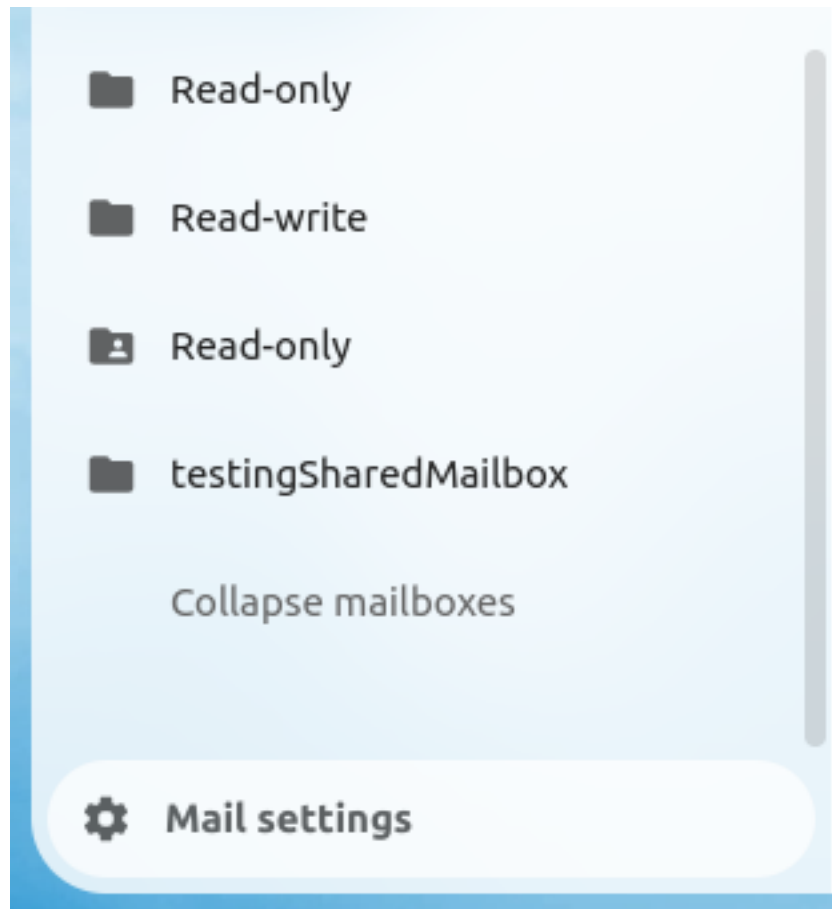 Read-only
Read-write
Read-only
testingSharedMailbox
Collapse mailboxes
Mail settings